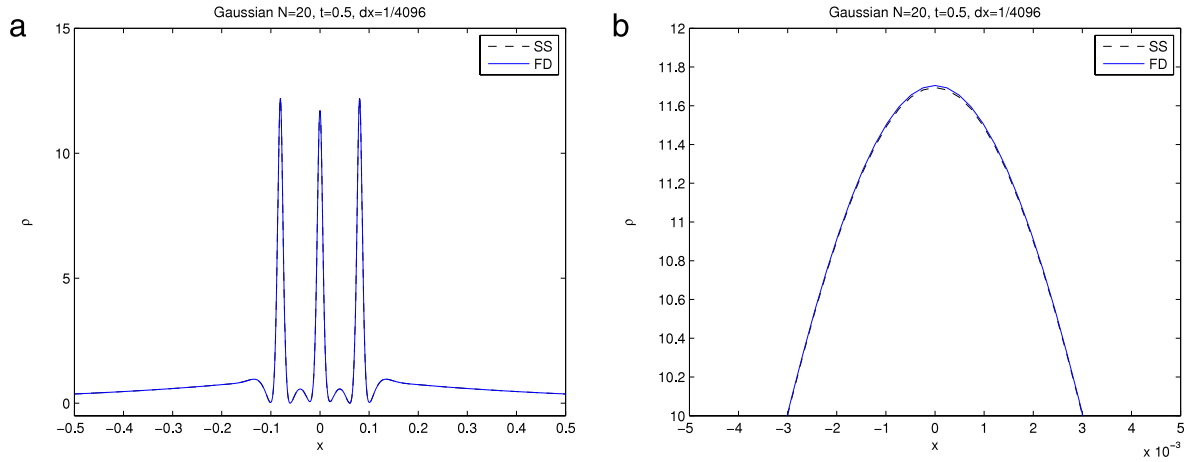 a
Gaussian N=20, t=0.5, dx=1/4096
15
10
5
0
ρ
−0.5 −0.4 −0.3 −0.2 −0.1 0 0.1 0.2 0.3 0.4 0.5
x
SS
FD
b
Gaussian N=20, t=0.5, dx=1/4096
12
11.8
11.6
11.4
11.2
11
10.8
10.6
10.4
10.2
10
ρ
−5 −4 −3 −2 −1 0 1 2 3 4 5
x
x 10⁻³
SS
FD